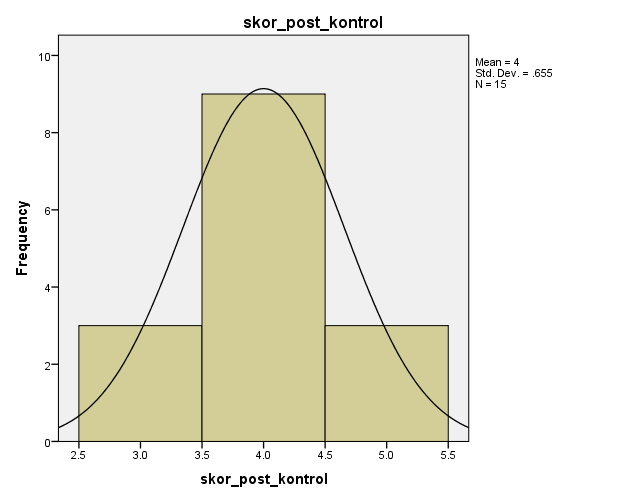 skor_post_kontrol
Mean = 4
Std. Dev. = .655
N = 15
10
8
6
4
2
0
Frequency
2.5 3.0 3.5 4.0 4.5 5.0 5.5
skor_post_kontrol